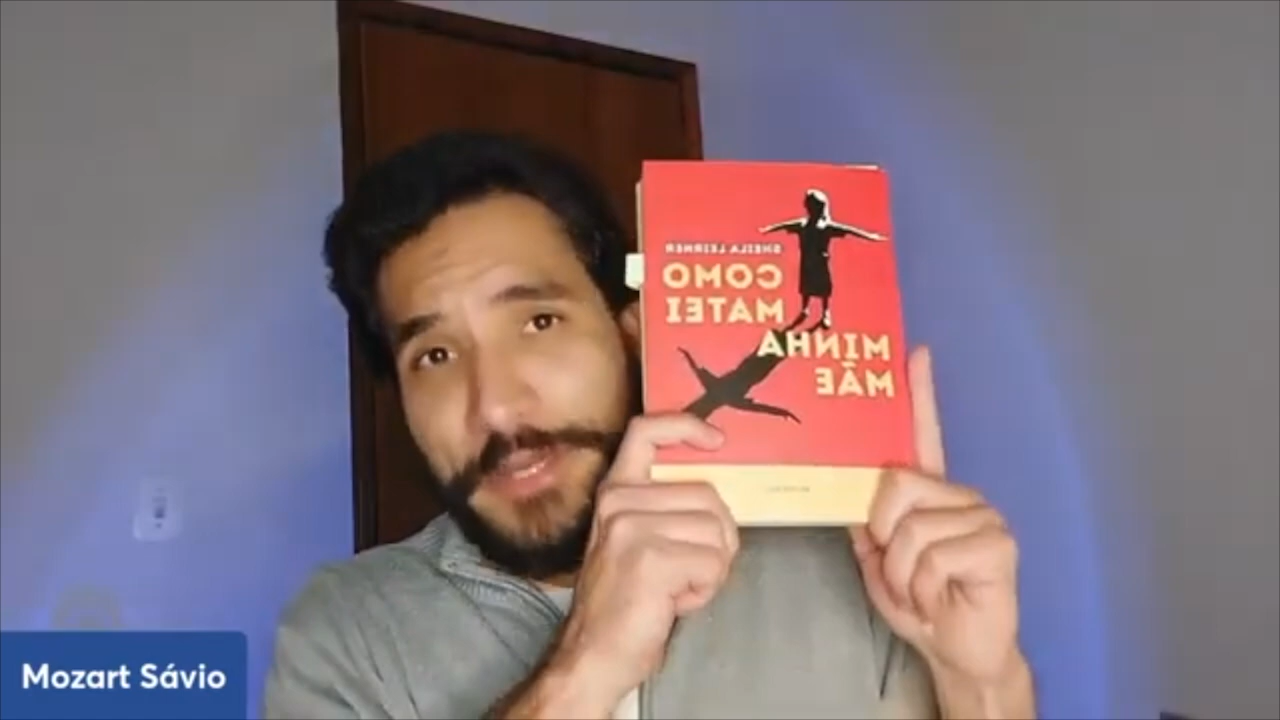 SHEILA LEIRNER
COMO
MATEI
MINHA
MÃE
Mozart Sávio